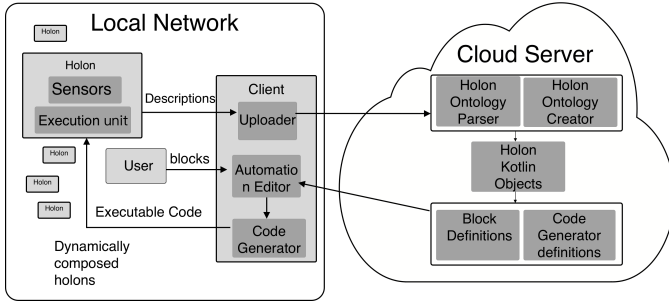 Local Network
Holon
Holon
Sensors
Execution unit
Holon
Holon
Holon
Dynamically
composed
holons
Descriptions
User
blocks
Executable Code
Client
Uploader
Automatio
n Editor
Code
Generator
Cloud Server
Holon
Ontology
Parser
Holon
Ontology
Creator
Holon
Kotlin
Objects
Block
Definitions
Code
Generator
definitions